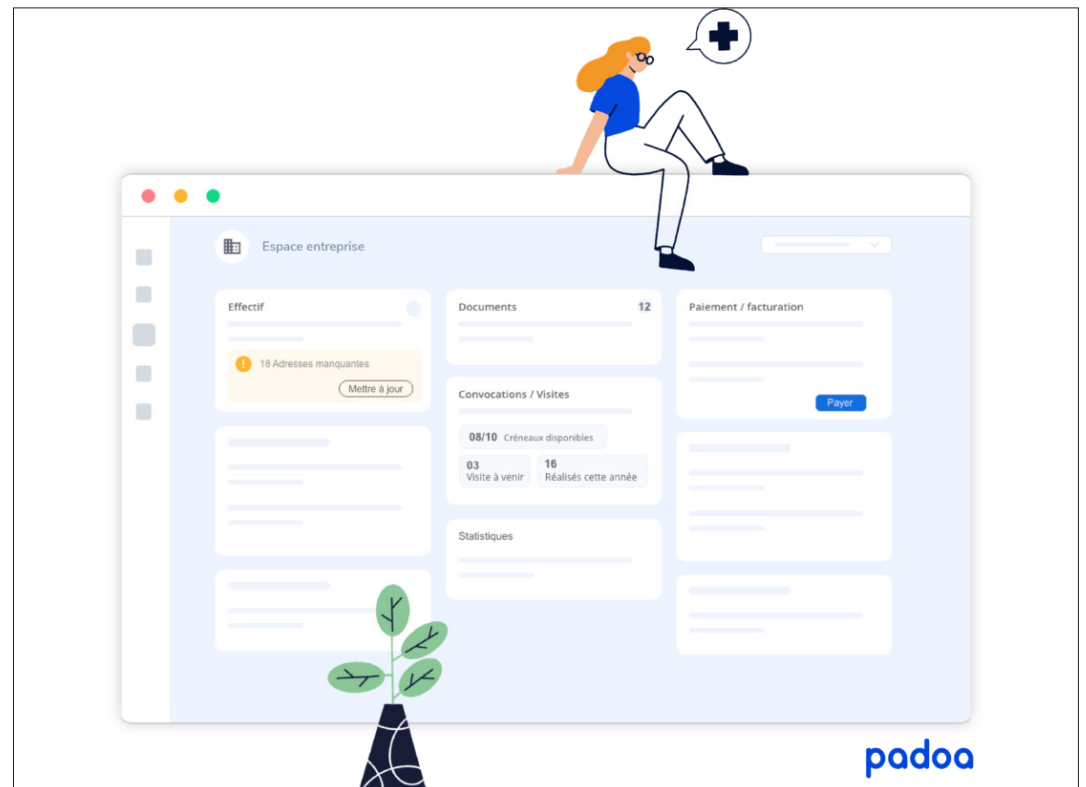 Espace entreprise
Effectif
18 Adresses manquantes
Mettre à jour
Documents
12
Convocations / Visites
08/10 Créneaux disponibles
03
Visite à venir
16
Réalisés cette année
Statistiques
Paiement / facturation
Payer
padoa